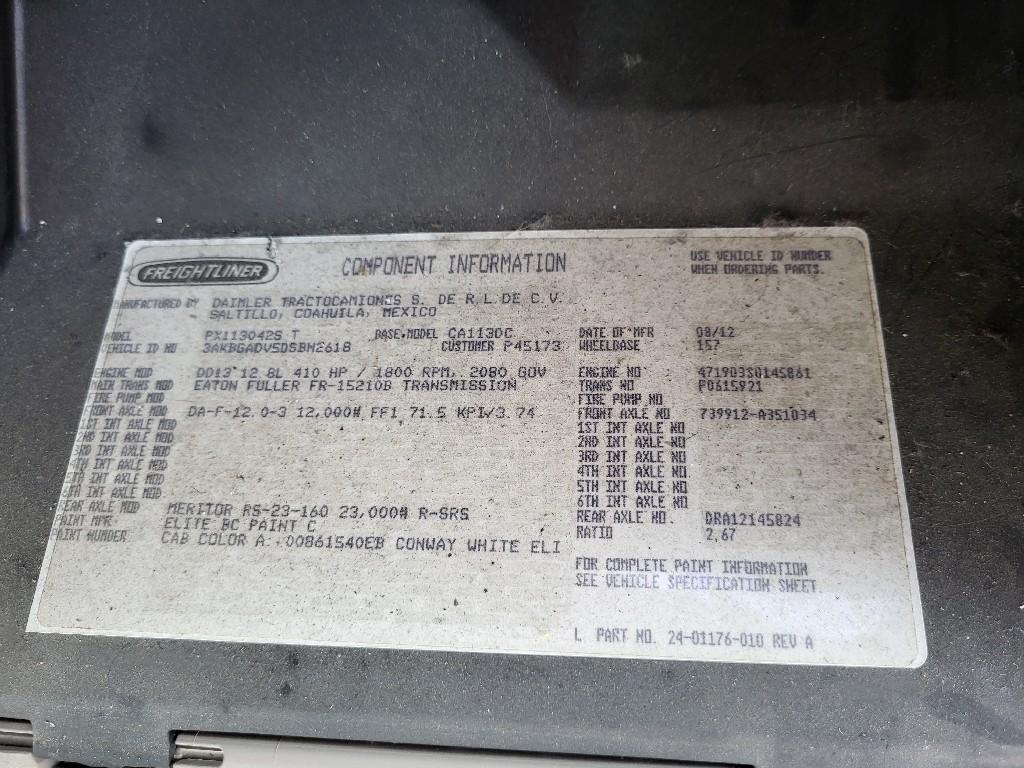 FREIGHTLINER
COMPONENT INFORMATION
USE VEHICLE ID NUMBER
WHEN ORDERING PARTS.
MANUFACTURED BY DAIMLER TRACTOCAMIONES S. DE R.L.DE C.V.
SALTILLO, COAHUILA, MEXICO
MODEL PX113042S T BASE MODEL CA113DC DATE OF MFR 08/12
VEHICLE ID NO 3AKBGADV5DSBH2618 CUSTOMER P45173 WHEELBASE 157
ENGINE MOD DD13 12.8L 410 HP / 1800 RPM, 2080 GOV ENGINE NO 471903S0145861
MAIN TRANS MOD EATON FULLER FR-15210B TRANSMISSION TRANS NO P0615921
FIRE PUMP MOD FIRE PUMP NO
FRONT AXLE MOD DA-F-12.0-3 12,000# FF1 71.5 KPI/3.74 FRONT AXLE NO 739912-A351034
1ST INT AXLE MOD 1ST INT AXLE NO
2ND INT AXLE MOD 2ND INT AXLE NO
3RD INT AXLE MOD 3RD INT AXLE NO
4TH INT AXLE MOD 4TH INT AXLE NO
5TH INT AXLE MOD 5TH INT AXLE NO
6TH INT AXLE MOD 6TH INT AXLE NO
REAR AXLE MOD MERITOR RS-23-160 23,000# R-SRS REAR AXLE NO. DRA12145824
PAINT MFR ELITE BC PAINT C RATIO 2.67
PAINT NUMBER CAB COLOR A: 00861540EB CONWAY WHITE ELI
FOR COMPLETE PAINT INFORMATION
SEE VEHICLE SPECIFICATION SHEET.
L PART NO. 24-01176-010 REV A